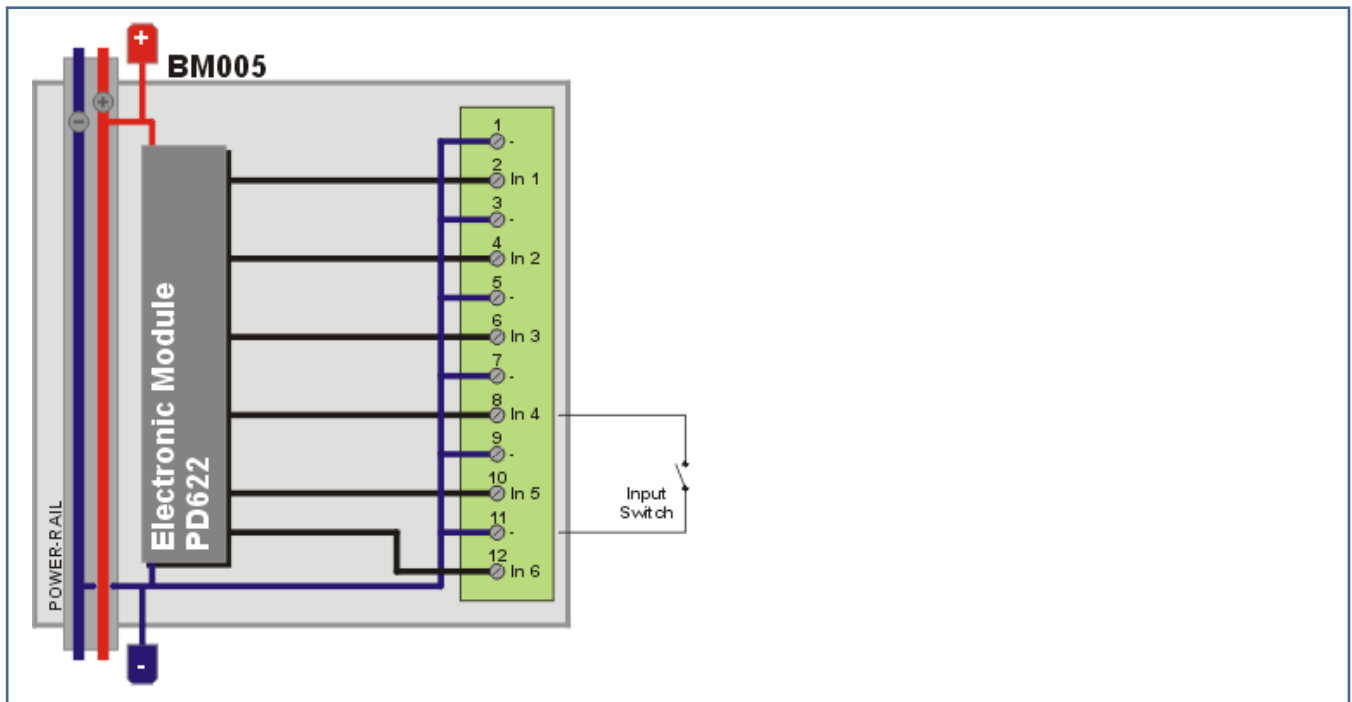 +
BM005
+
-
1
-
2
In 1
3
-
4
In 2
5
-
6
In 3
7
-
8
In 4
9
-
10
In 5
11
-
12
In 6
Electronic Module
PD622
POWER-RAIL
Input
Switch
-